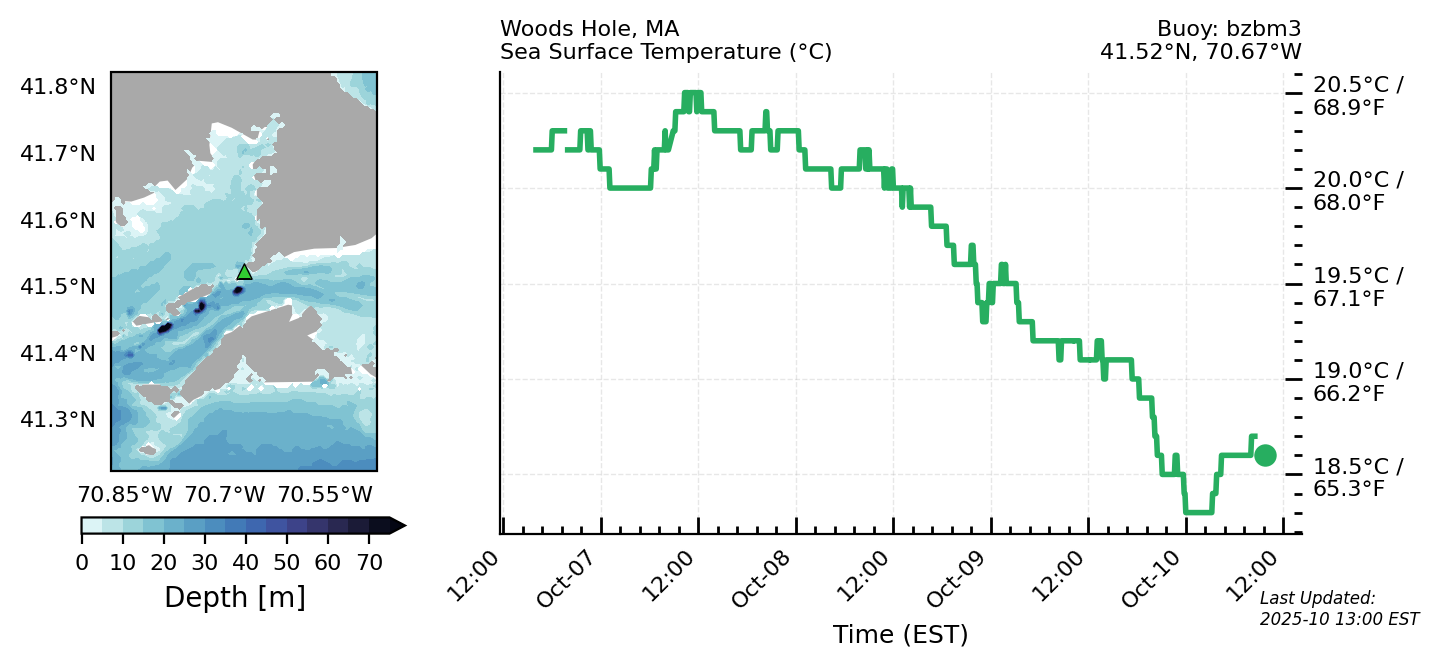 Woods Hole, MA
Sea Surface Temperature (°C)
Buoy: bzbm3
41.52°N, 70.67°W
41.8°N
41.7°N
41.6°N
41.5°N
41.4°N
41.3°N
70.85°W 70.7°W 70.55°W
0 10 20 30 40 50 60 70
Depth [m]
20.5°C /
68.9°F
20.0°C /
68.0°F
19.5°C /
67.1°F
19.0°C /
66.2°F
18.5°C /
65.3°F
12:00 Oct-07 12:00 Oct-08 12:00 Oct-09 12:00 Oct-10 12:00
Time (EST)
Last Updated:
2025-10 13:00 EST